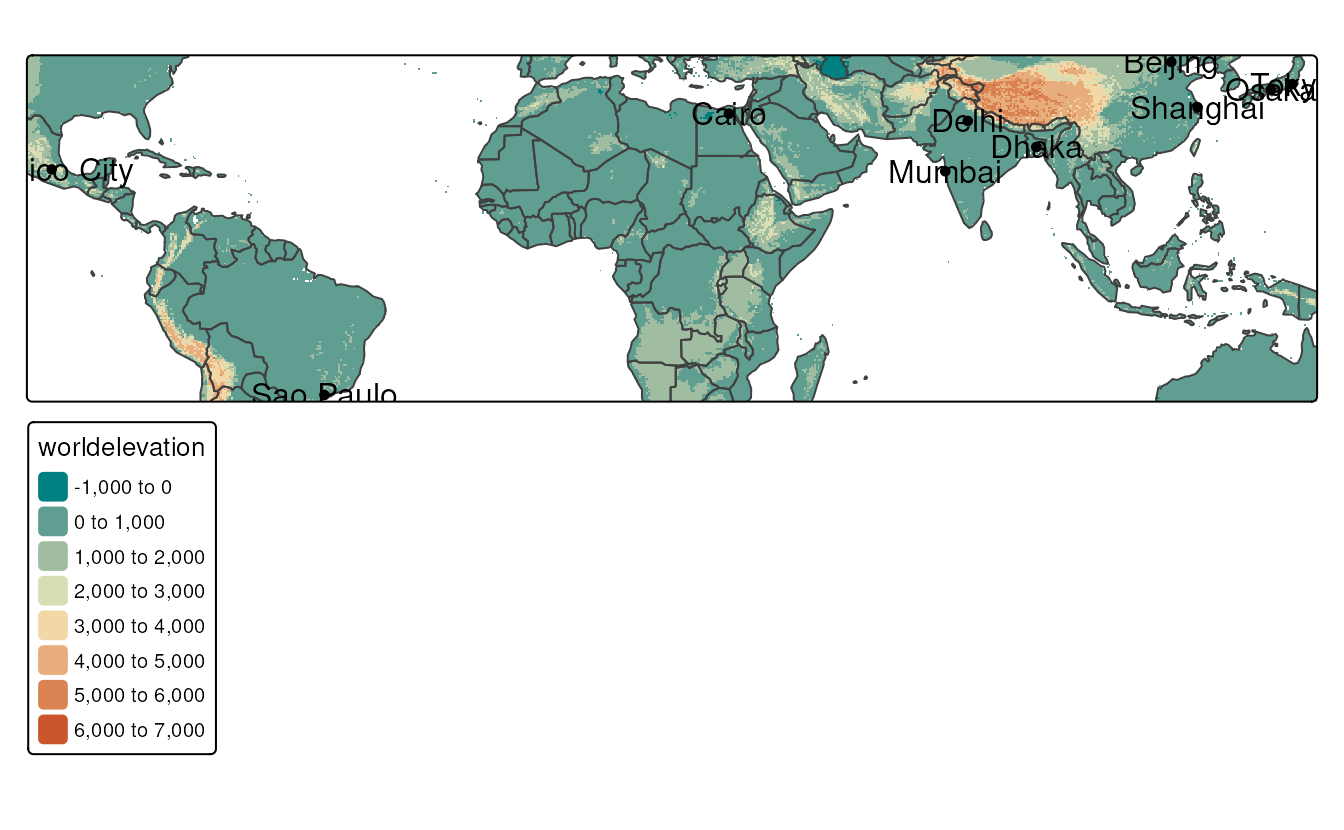 Beijing
Osaka
Shanghai
Cairo
Delhi
Dhaka
ico City
Mumbai
Sao Paulo
worldelevation
-1,000 to 0
0 to 1,000
1,000 to 2,000
2,000 to 3,000
3,000 to 4,000
4,000 to 5,000
5,000 to 6,000
6,000 to 7,000